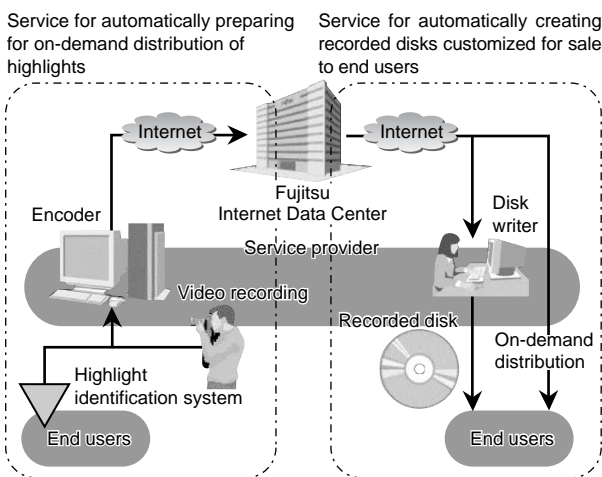 Service for automatically preparing
for on-demand distribution of
highlights
Service for automatically creating
recorded disks customized for sale
to end users
Internet
Internet
Fujitsu
Internet Data Center
Encoder
Disk
writer
Service provider
Video recording
Recorded disk
On-demand
distribution
Highlight
identification system
End users
End users